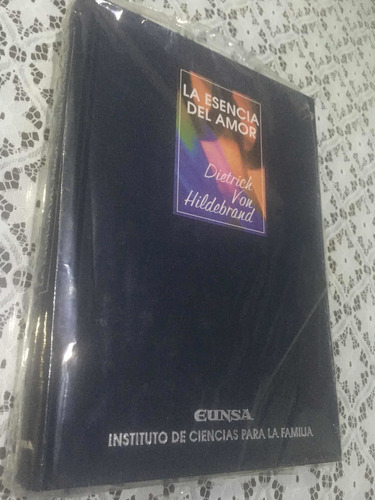 LA ESENCIA
DEL AMOR
Dietrich
Von
Hildebrand
EUNSA
INSTITUTO DE CIENCIAS PARA LA FAMILIA